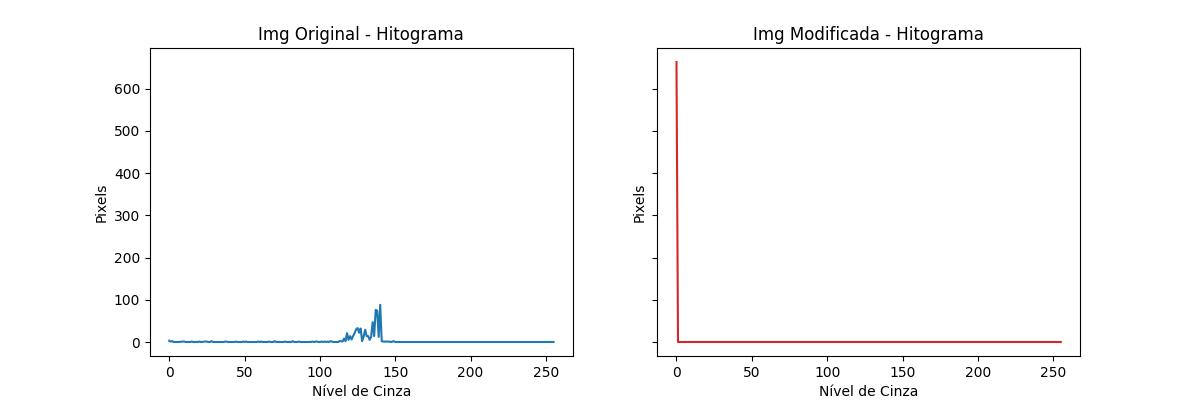 Img Original - Hitograma
600
500
400
300
200
100
0
Pixels
0 50 100 150 200 250
Nível de Cinza
Img Modificada - Hitograma
Pixels
0 50 100 150 200 250
Nível de Cinza